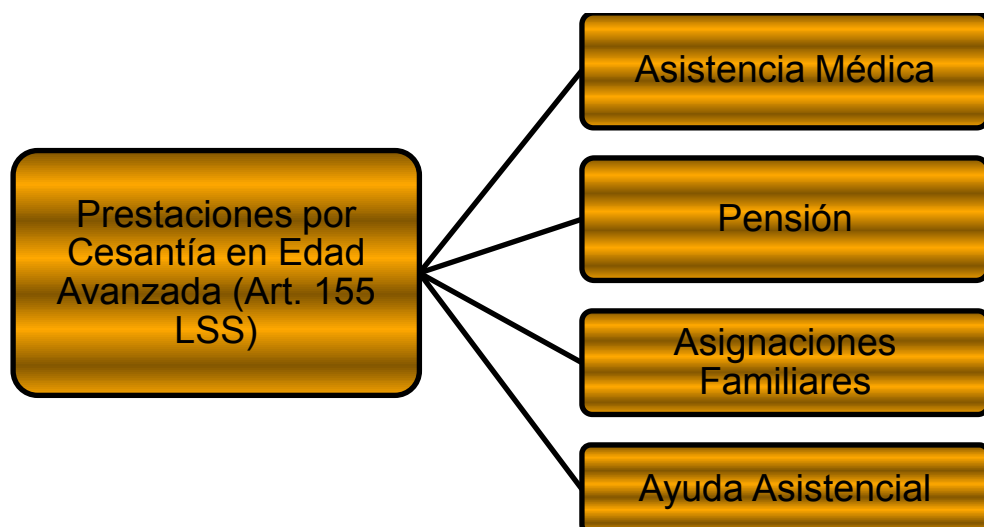 Prestaciones por
Cesantía en Edad
Avanzada (Art. 155
LSS)
Asistencia Médica
Pensión
Asignaciones
Familiares
Ayuda Asistencial